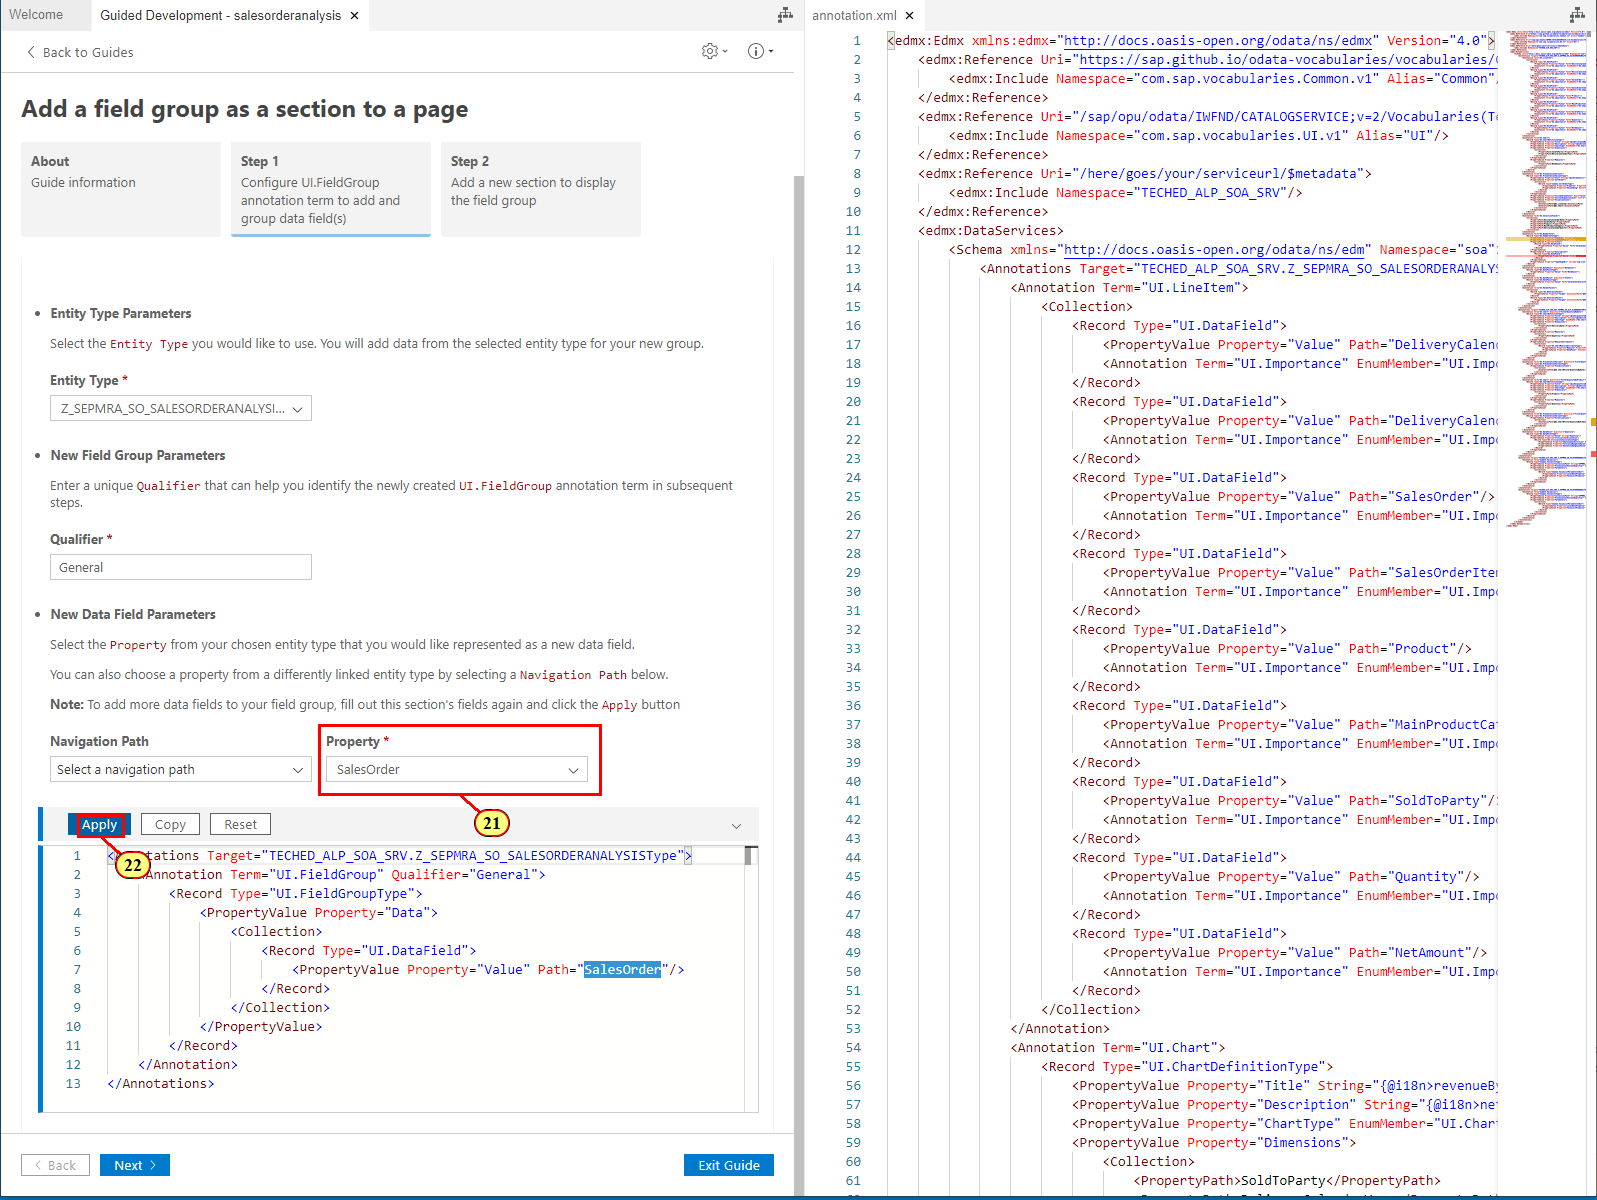 Welcome
Guided Development - salesorderanalysis
Back to Guides
Add a field group as a section to a page
About
Guide information
Step 1
Configure UI.FieldGroup
annotation term to add and
group data field(s)
Step 2
Add a new section to display
the field group
Entity Type Parameters
Select the Entity Type you would like to use. You will add data from the selected entity type for your new group.
Entity Type *
Z_SEPMRA_SO_SALESORDERANALYSI...
New Field Group Parameters
Enter a unique Qualifier that can help you identify the newly created UI.FieldGroup annotation term in subsequent
steps.
Qualifier *
General
New Data Field Parameters
Select the Property from your chosen entity type that you would like represented as a new data field.
You can also choose a property from a differently linked entity type by selecting a Navigation Path below.
Note: To add more data fields to your field group, fill out this section's fields again and click the Apply button
Navigation Path
Property *
Select a navigation path
SalesOrder
21
Apply
Copy
Reset
22
1 <tations Target="TECHED_ALP_SOA_SRV.Z_SEPMRA_SO_SALESORDERANALYSISType">
2 Annotation Term="UI.FieldGroup" Qualifier="General">
3 <Record Type="UI.FieldGroupType">
4 <PropertyValue Property="Data">
5 <Collection>
6 <Record Type="UI.DataField">
7 <PropertyValue Property="Value" Path="SalesOrder"/>
8 </Record>
9 </Collection>
10 </PropertyValue>
11 </Record>
12 </Annotation>
13 </Annotations>
Back
Next
Exit Guide
annotation.xml
1 <edmx:Edmx xmlns:edmx="http://docs.oasis-open.org/odata/ns/edmx" Version="4.0">
2 <edmx:Reference Uri="https://sap.github.io/odata-vocabularies/vocabularies/
3 <edmx:Include Namespace="com.sap.vocabularies.Common.v1" Alias="Common"/
4 </edmx:Reference>
5 <edmx:Reference Uri="/sap/opu/odata/IWFND/CATALOGSERVICE;v=2/Vocabularies(Te
6 <edmx:Include Namespace="com.sap.vocabularies.UI.v1" Alias="UI"/>
7 </edmx:Reference>
8 <edmx:Reference Uri="/here/goes/your/serviceurl/$metadata">
9 <edmx:Include Namespace="TECHED_ALP_SOA_SRV"/>
10 </edmx:Reference>
11 <edmx:DataServices>
12 <Schema xmlns="http://docs.oasis-open.org/odata/ns/edm" Namespace="soa"
13 <Annotations Target="TECHED_ALP_SOA_SRV.Z_SEPMRA_SO_SALESORDERANALYS
14 <Annotation Term="UI.LineItem">
15 <Collection>
16 <Record Type="UI.DataField">
17 <PropertyValue Property="Value" Path="DeliveryCalend
18 <Annotation Term="UI.Importance" EnumMember="UI.Impo
19 </Record>
20 <Record Type="UI.DataField">
21 <PropertyValue Property="Value" Path="DeliveryCalend
22 <Annotation Term="UI.Importance" EnumMember="UI.Impo
23 </Record>
24 <Record Type="UI.DataField">
25 <PropertyValue Property="Value" Path="SalesOrder"/>
26 <Annotation Term="UI.Importance" EnumMember="UI.Impo
27 </Record>
28 <Record Type="UI.DataField">
29 <PropertyValue Property="Value" Path="SalesOrderItem
30 <Annotation Term="UI.Importance" EnumMember="UI.Impo
31 </Record>
32 <Record Type="UI.DataField">
33 <PropertyValue Property="Value" Path="Product"/>
34 <Annotation Term="UI.Importance" EnumMember="UI.Impo
35 </Record>
36 <Record Type="UI.DataField">
37 <PropertyValue Property="Value" Path="MainProductCat
38 <Annotation Term="UI.Importance" EnumMember="UI.Impo
39 </Record>
40 <Record Type="UI.DataField">
41 <PropertyValue Property="Value" Path="SoldToParty"/
42 <Annotation Term="UI.Importance" EnumMember="UI.Impo
43 </Record>
44 <Record Type="UI.DataField">
45 <PropertyValue Property="Value" Path="Quantity"/>
46 <Annotation Term="UI.Importance" EnumMember="UI.Impo
47 </Record>
48 <Record Type="UI.DataField">
49 <PropertyValue Property="Value" Path="NetAmount"/>
50 <Annotation Term="UI.Importance" EnumMember="UI.Impo
51 </Record>
52 </Collection>
53 </Annotation>
54 <Annotation Term="UI.Chart">
55 <Record Type="UI.ChartDefinitionType">
56 <PropertyValue Property="Title" String="{@i18n>revenueBy
57 <PropertyValue Property="Description" String="{@i18n>net
58 <PropertyValue Property="ChartType" EnumMember="UI.Chart
59 <PropertyValue Property="Dimensions">
60 <Collection>
61 <PropertyPath>SoldToParty</PropertyPath>